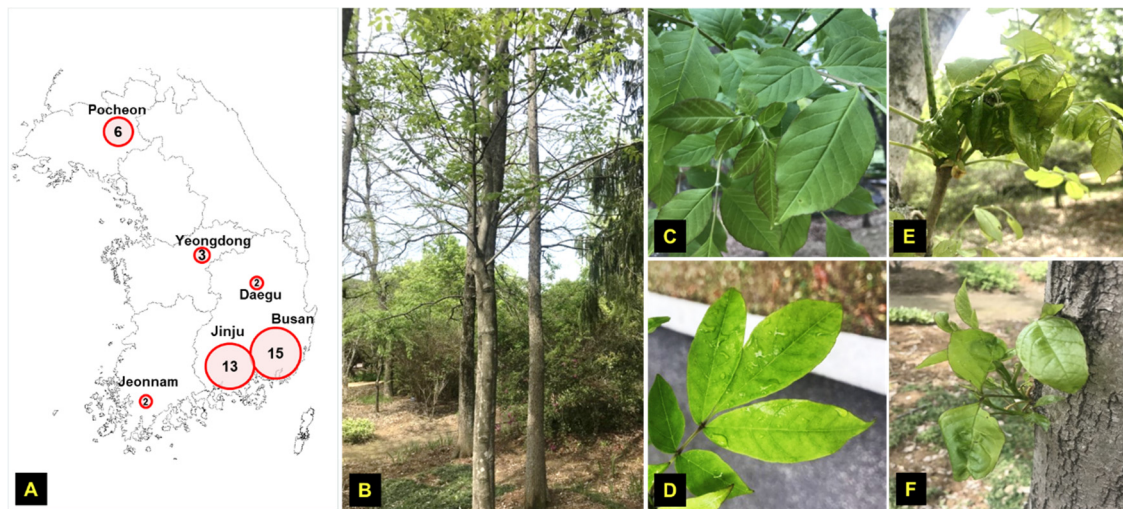 Pocheon
6
Yeongdong
3
2
Daegu
Busan
15
Jinju
13
Jeonnam
2
A
B
C
D
E
F